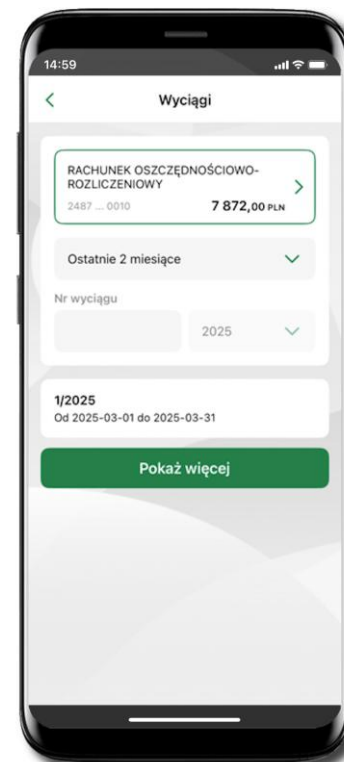 14:59
Wyciągi
RACHUNEK OSZCZĘDNOŚCIOWO-
ROZLICZENIOWY
2487 ... 0010 7 872,00 PLN
Ostatnie 2 miesiące
Nr wyciągu
2025
1/2025
Od 2025-03-01 do 2025-03-31
Pokaż więcej